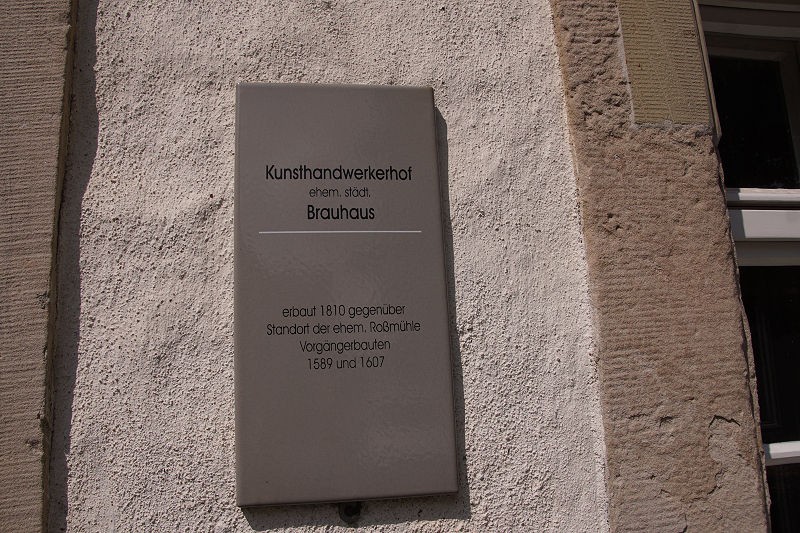 Kunsthandwerkerhof
ehem. städt.
Brauhaus
erbaut 1810 gegenüber
Standort der ehem. Roßmühle
Vorgängerbauten
1589 und 1607